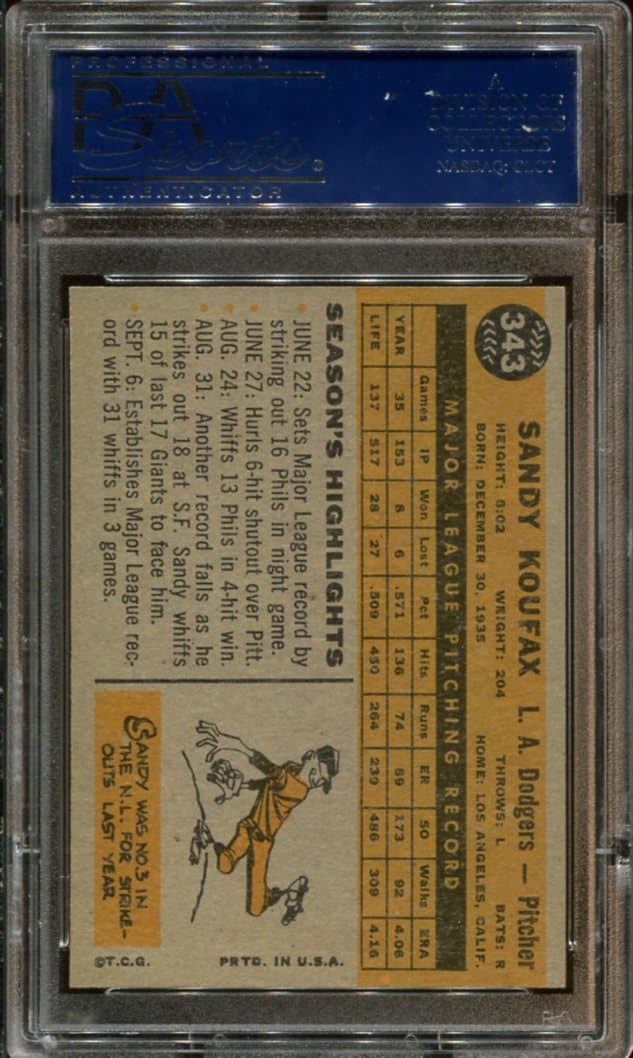 PROFESSIONAL
PSA
Sports®
AUTHENTICATOR
A
DIVISION OF
COLLECTORS
UNIVERSE
NASDAQ: CLCT
343
SANDY KOUFAX L. A. Dodgers — Pitcher
HEIGHT: 6:02 WEIGHT: 204 THROWS: L BATS: R
BORN: DECEMBER 30, 1935 HOME: LOS ANGELES, CALIF.
MAJOR LEAGUE PITCHING RECORD
Games IP Won Lost Pct Hits Runs ER SO Walks ERA
YEAR 35 153 8 6 .571 136 74 69 173 92 4.06
LIFE 137 517 28 27 .509 450 264 239 486 309 4.16
SEASON'S HIGHLIGHTS
• JUNE 22: Sets Major League record by
striking out 16 Phils in night game.
• JUNE 27: Hurls 6-hit shutout over Pitt.
• AUG. 24: Whiffs 13 Phils in 4-hit win.
• AUG. 31: Another record falls as he
strikes out 18 at S.F. Sandy whiffs
15 of last 17 Giants to face him.
• SEPT. 6: Establishes Major League rec-
ord with 31 whiffs in 3 games.
SANDY WAS NO.3 IN
THE N.L. FOR STRIKE-
OUTS LAST YEAR
©T.C.G. PRTD. IN U.S.A.
PSA